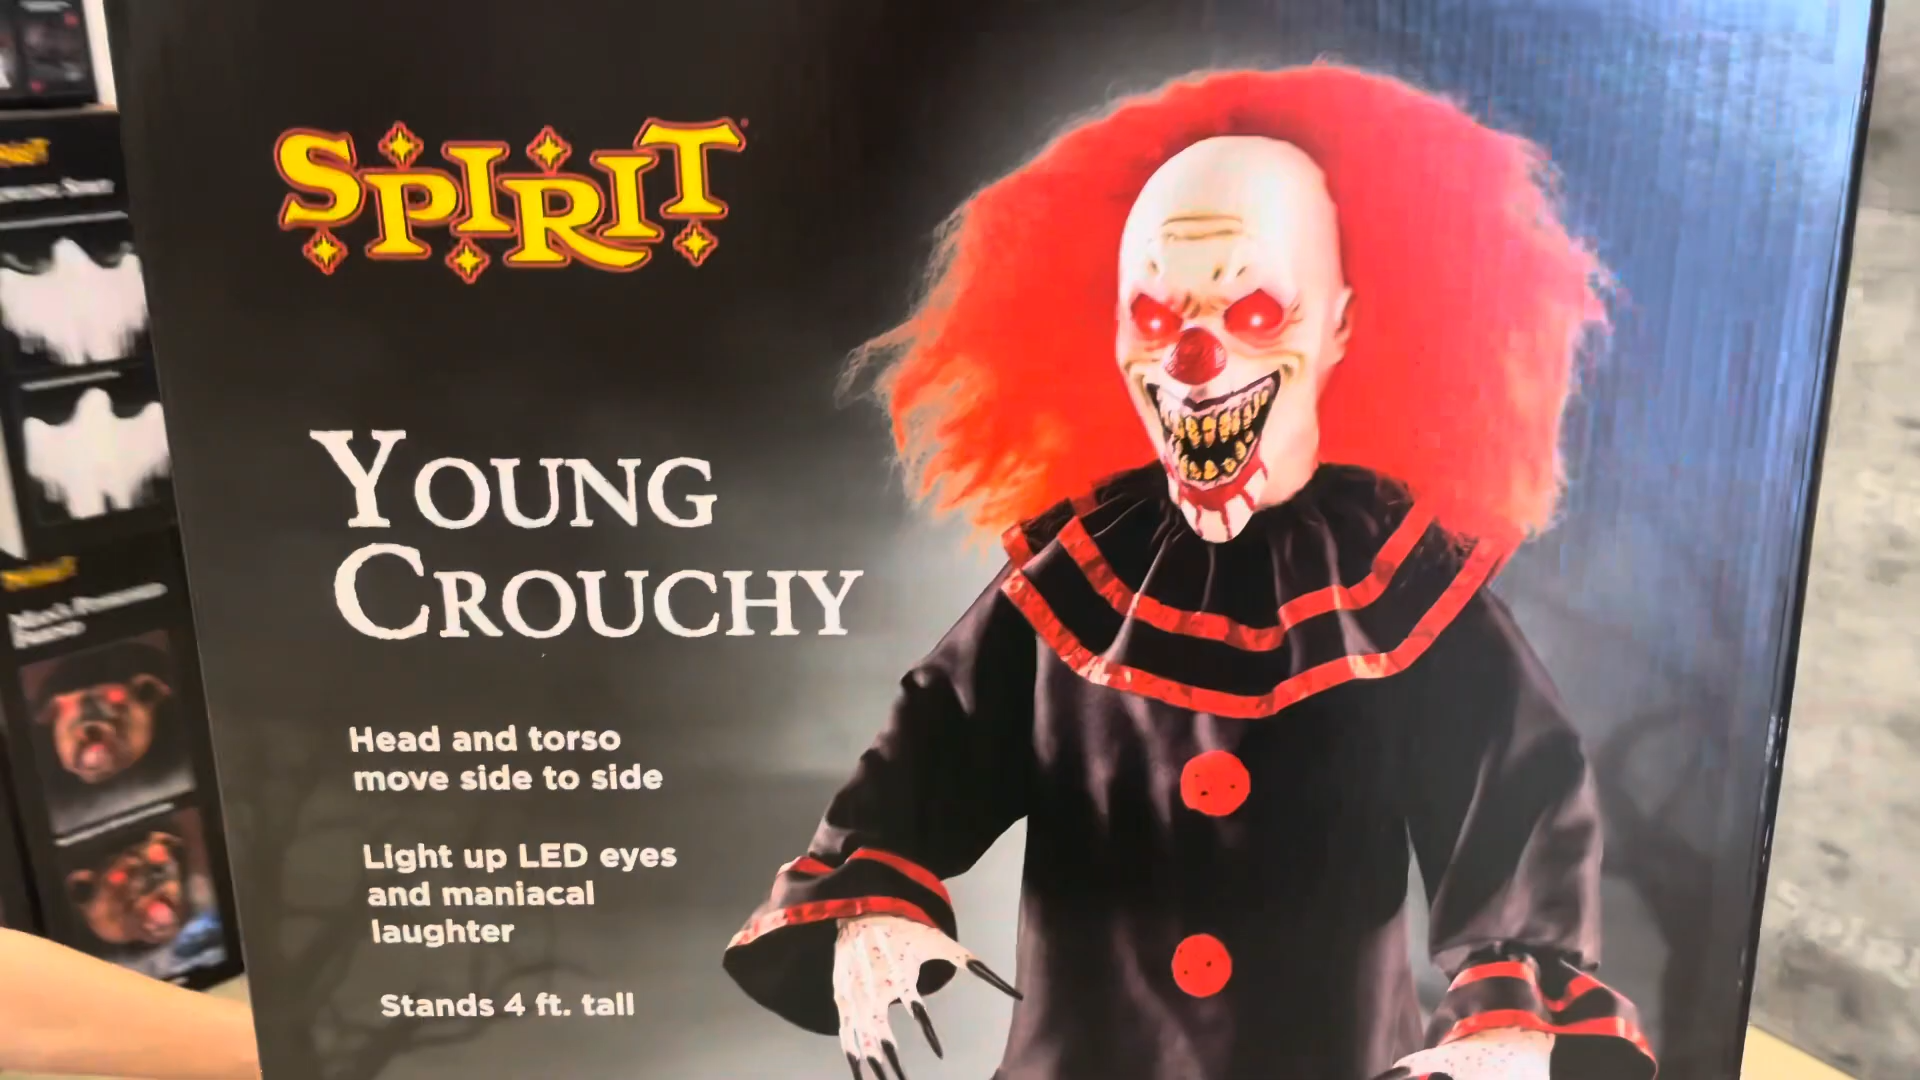 SPIRIT
YOUNG
CROUCHY
Head and torso
move side to side
Light up LED eyes
and maniacal
laughter
Stands 4 ft. tall